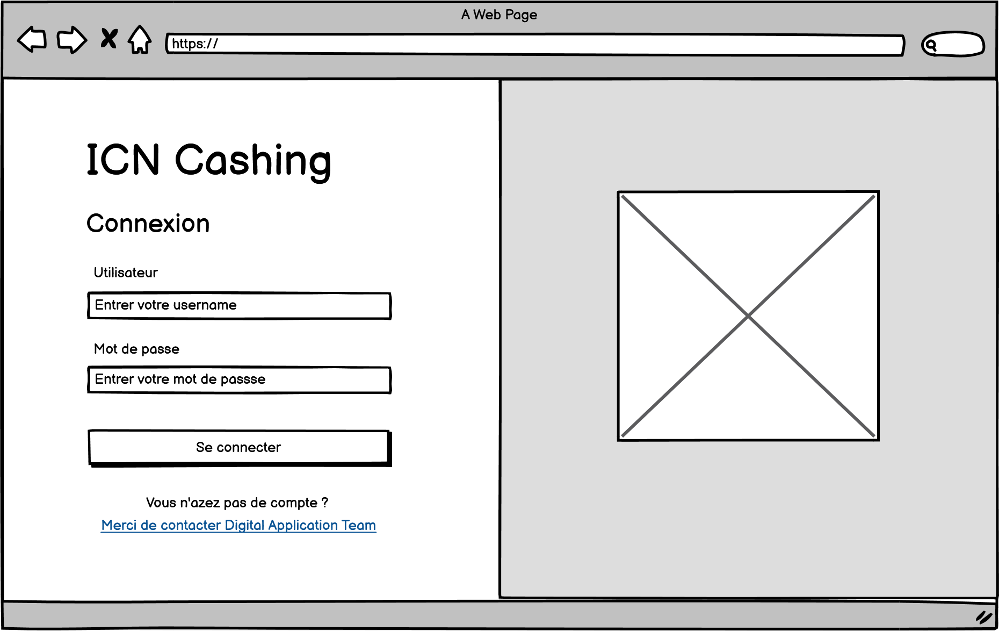 A Web Page
https://
ICN Cashing
Connexion
Utilisateur
Entrer votre username
Mot de passe
Entrer votre mot de passse
Se connecter
Vous n'azez pas de compte ?
Merci de contacter Digital Application Team